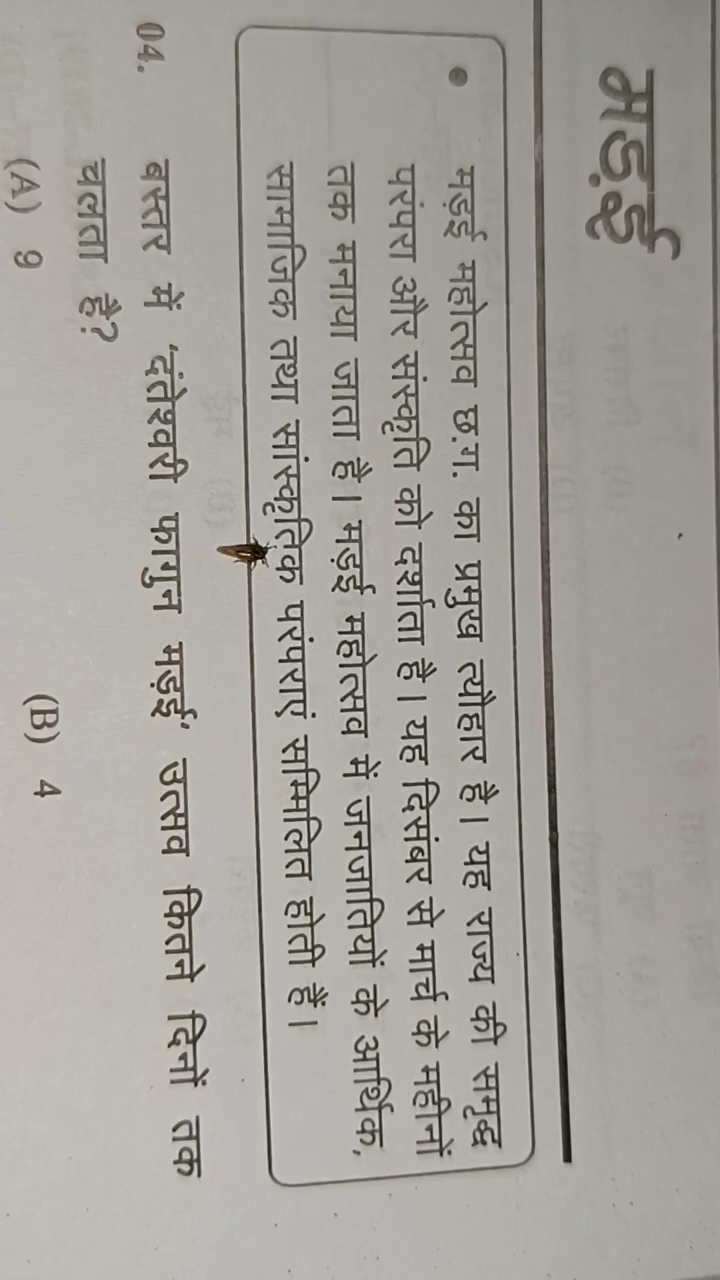 मड़ई
• मड़ई महोत्सव छ.ग. का प्रमुख त्यौहार है। यह राज्य की समृद्ध
परंपरा और संस्कृति को दर्शाता है। यह दिसंबर से मार्च के महीनों
तक मनाया जाता है। मड़ई महोत्सव में जनजातियों के आर्थिक,
सामाजिक तथा सांस्कृतिक परंपराएं सम्मिलित होती हैं।
04. बस्तर में 'दंतेश्वरी फागुन मड़ई' उत्सव कितने दिनों तक
चलता है?
(A) 9 (B) 4